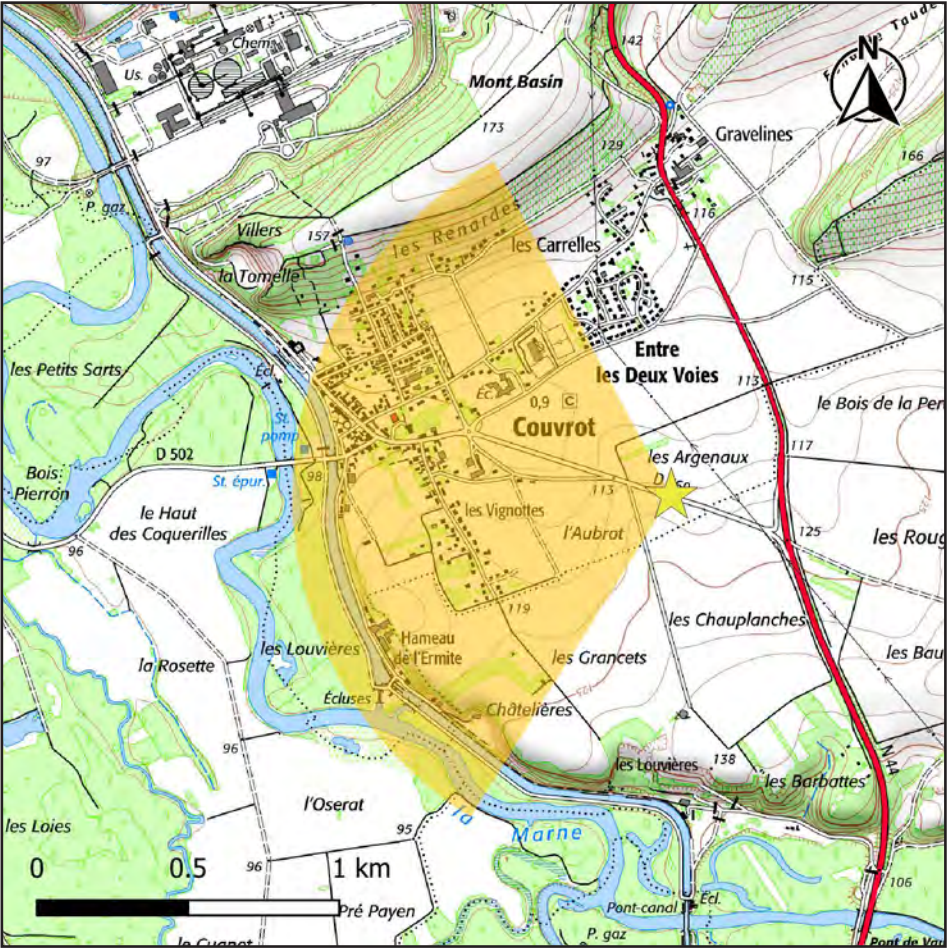 Chem.
Us.
142
Mont Basin
N
173
129
Gravelines
97
P. gaz
116
166
Villers
157
les Renardes
les Carrelles
la Tomelle
115
les Petits Sarts
Écl.
Entre
les Deux Voies
113
Éc.
0,9 C
le Bois de la Per
St.
pomp
Couvrot
D 502
117
Bois
Pierron
St. épur.
98
les Argenaux
113
le Haut
des Coquerilles
les Vignottes
l'Aubrot
96
125
les Roug
119
les Chauplanches
Hameau
de l'Ermite
la Rosette
les Louvières
les Grancets
125
les Bau
Écluses
Châtelières
96
N 44
les Louvières
138
les Barbattes
l'Oserat
la Marne
les Loies
95
0
0.5
1 km
96
106
Pré Payen
Pont-canal
Écl.
P. gaz